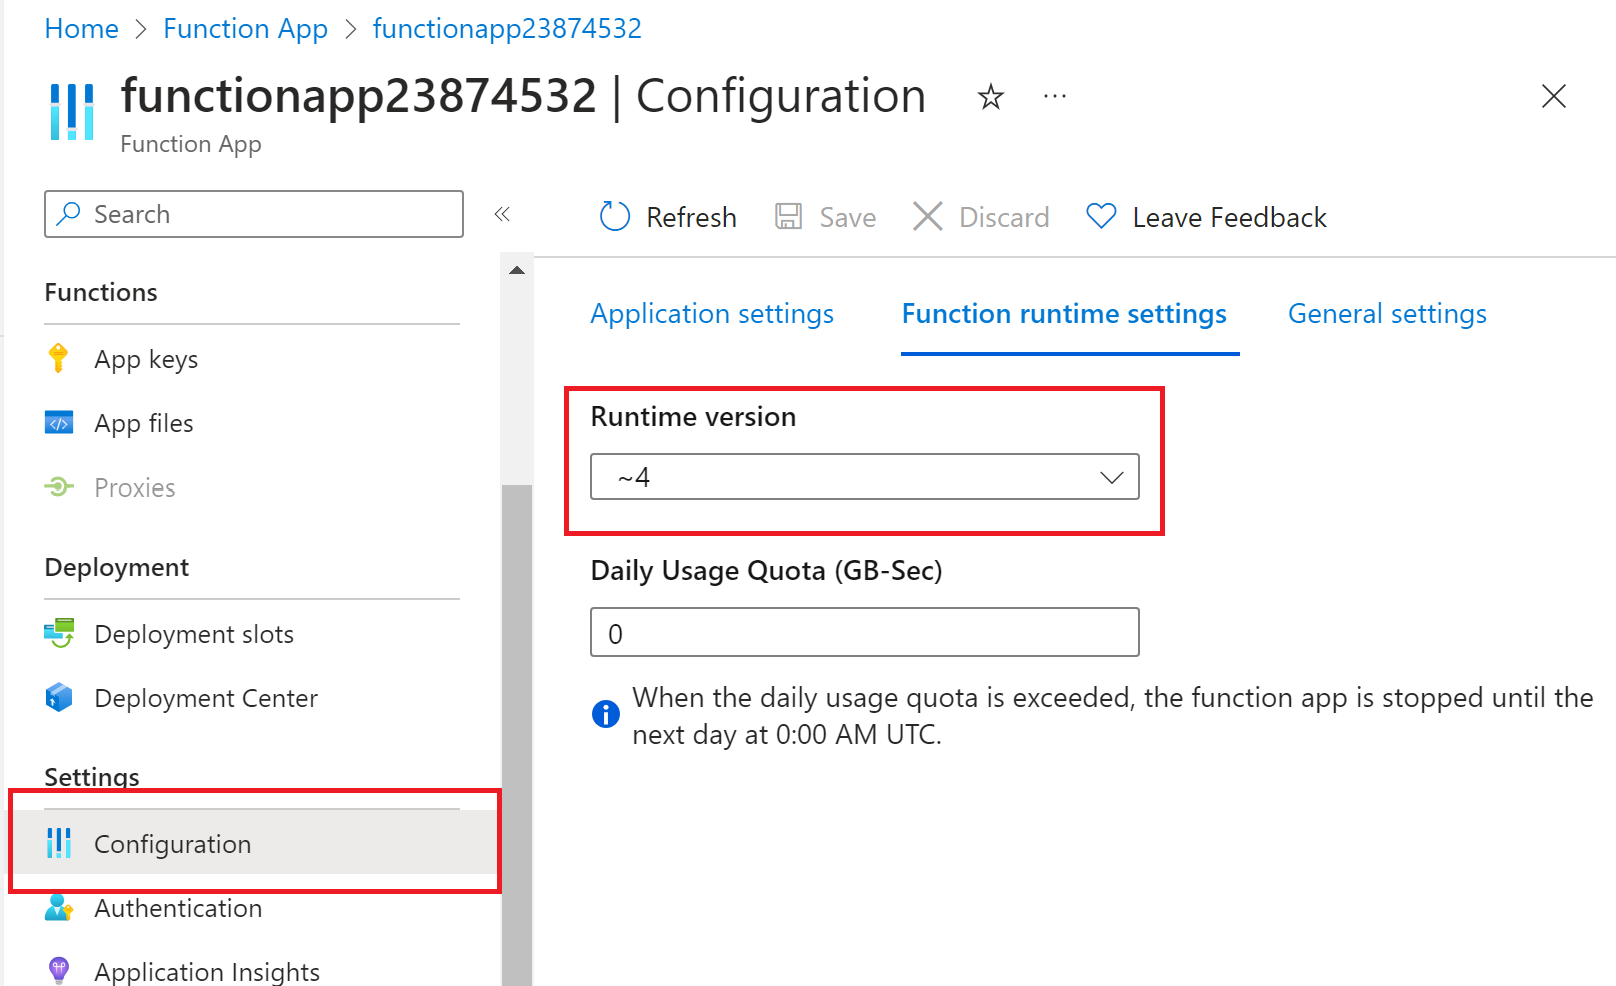 Home > Function App > functionapp23874532
functionapp23874532 | Configuration ...
Function App
Search
Refresh Save Discard Leave Feedback
Functions
App keys
App files
Proxies
Deployment
Deployment slots
Deployment Center
Settings
Configuration
Authentication
Application Insights
Application settings Function runtime settings General settings
Runtime version
~4
Daily Usage Quota (GB-Sec)
0
When the daily usage quota is exceeded, the function app is stopped until the
next day at 0:00 AM UTC.